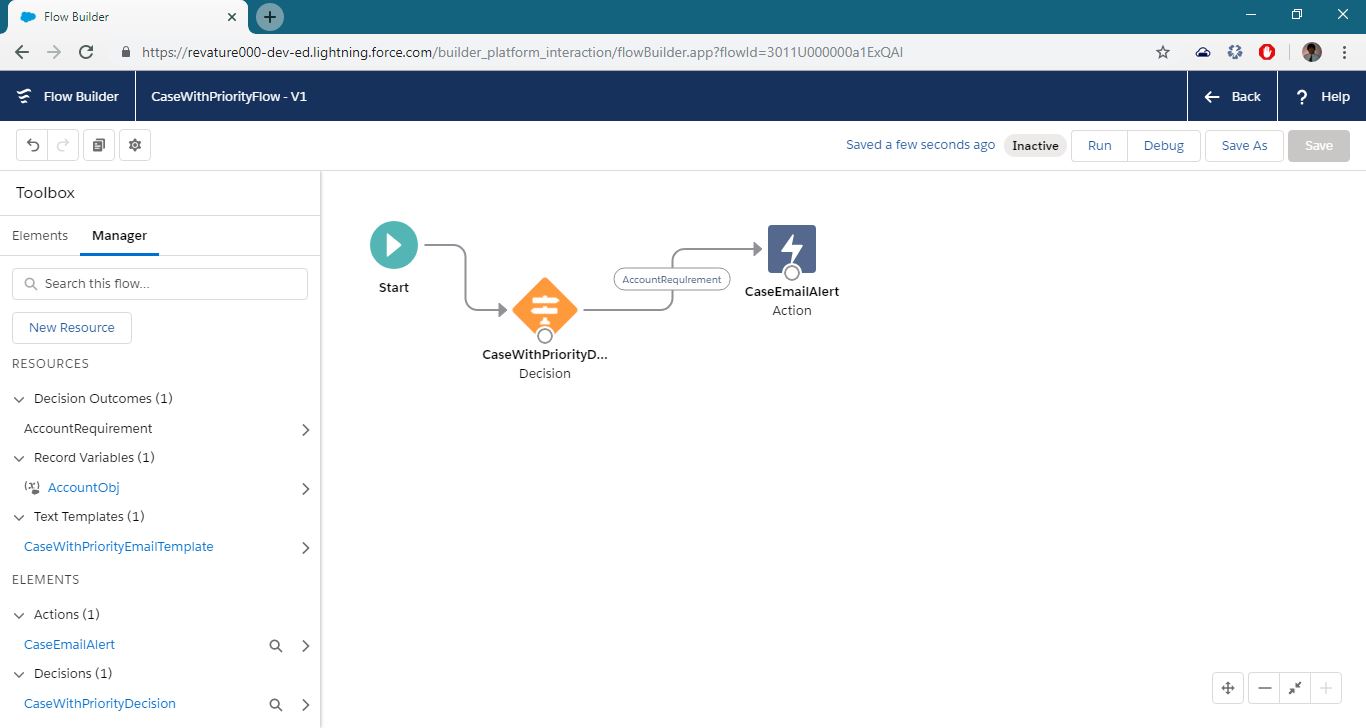 Flow Builder
https://revature000-dev-ed.lightning.force.com/builder_platform_interaction/flowBuilder.app?flowId=3011U000000a1ExQAI
Flow Builder
CaseWithPriorityFlow - V1
Back
Help
Saved a few seconds ago
Inactive
Run
Debug
Save As
Save
Toolbox
Elements
Manager
Search this flow...
New Resource
RESOURCES
Decision Outcomes (1)
AccountRequirement
Record Variables (1)
AccountObj
Text Templates (1)
CaseWithPriorityEmailTemplate
ELEMENTS
Actions (1)
CaseEmailAlert
Decisions (1)
CaseWithPriorityDecision
Start
CaseWithPriorityD...
Decision
AccountRequirement
CaseEmailAlert
Action